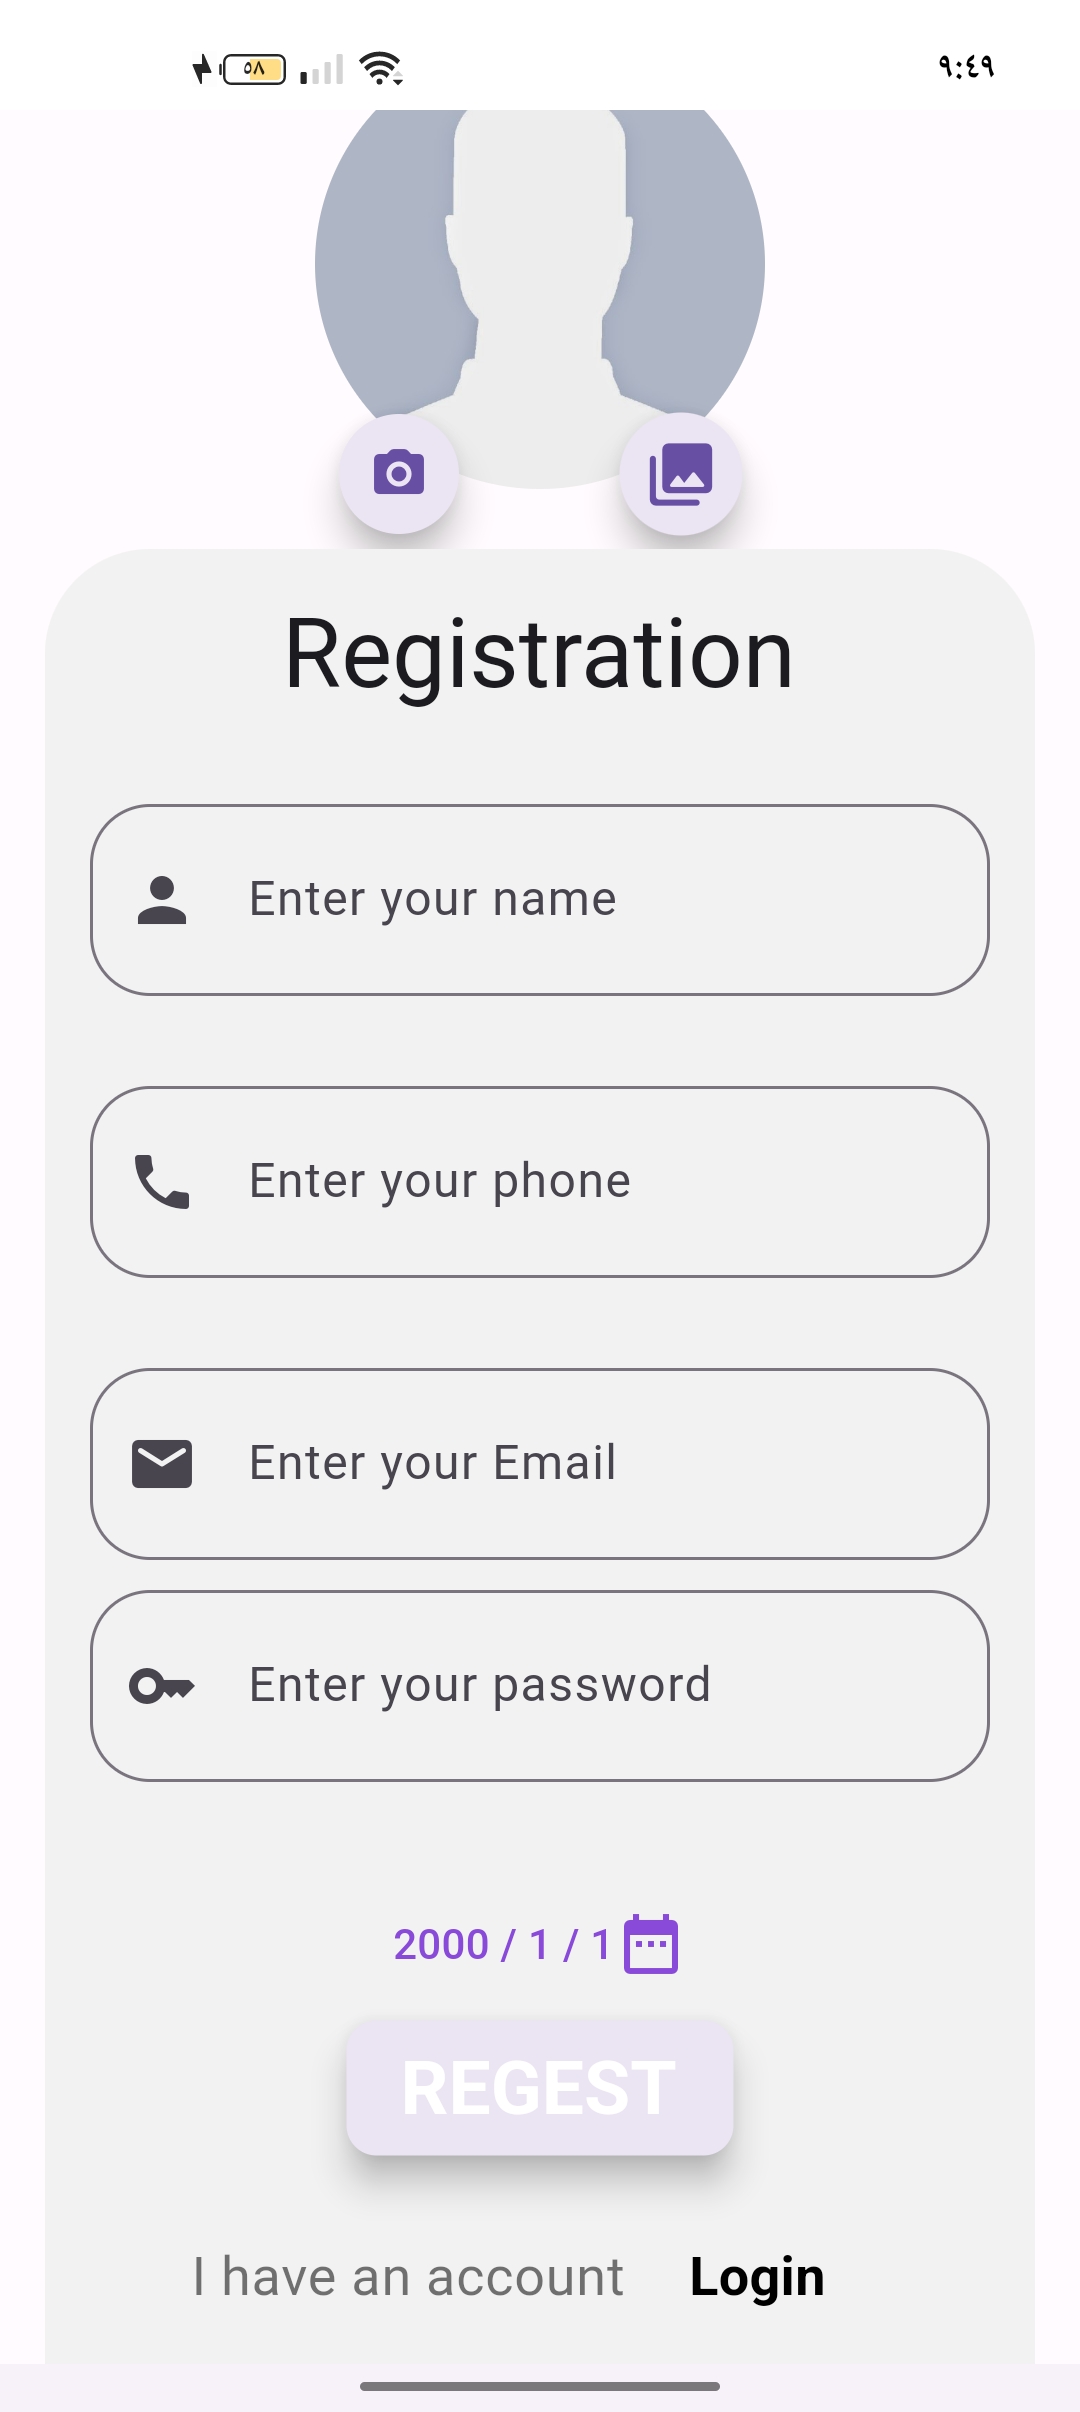 ٥٨ ٩:٤٩
Registration
Enter your name
Enter your phone
Enter your Email
Enter your password
2000 / 1 / 1
REGEST
I have an account Login